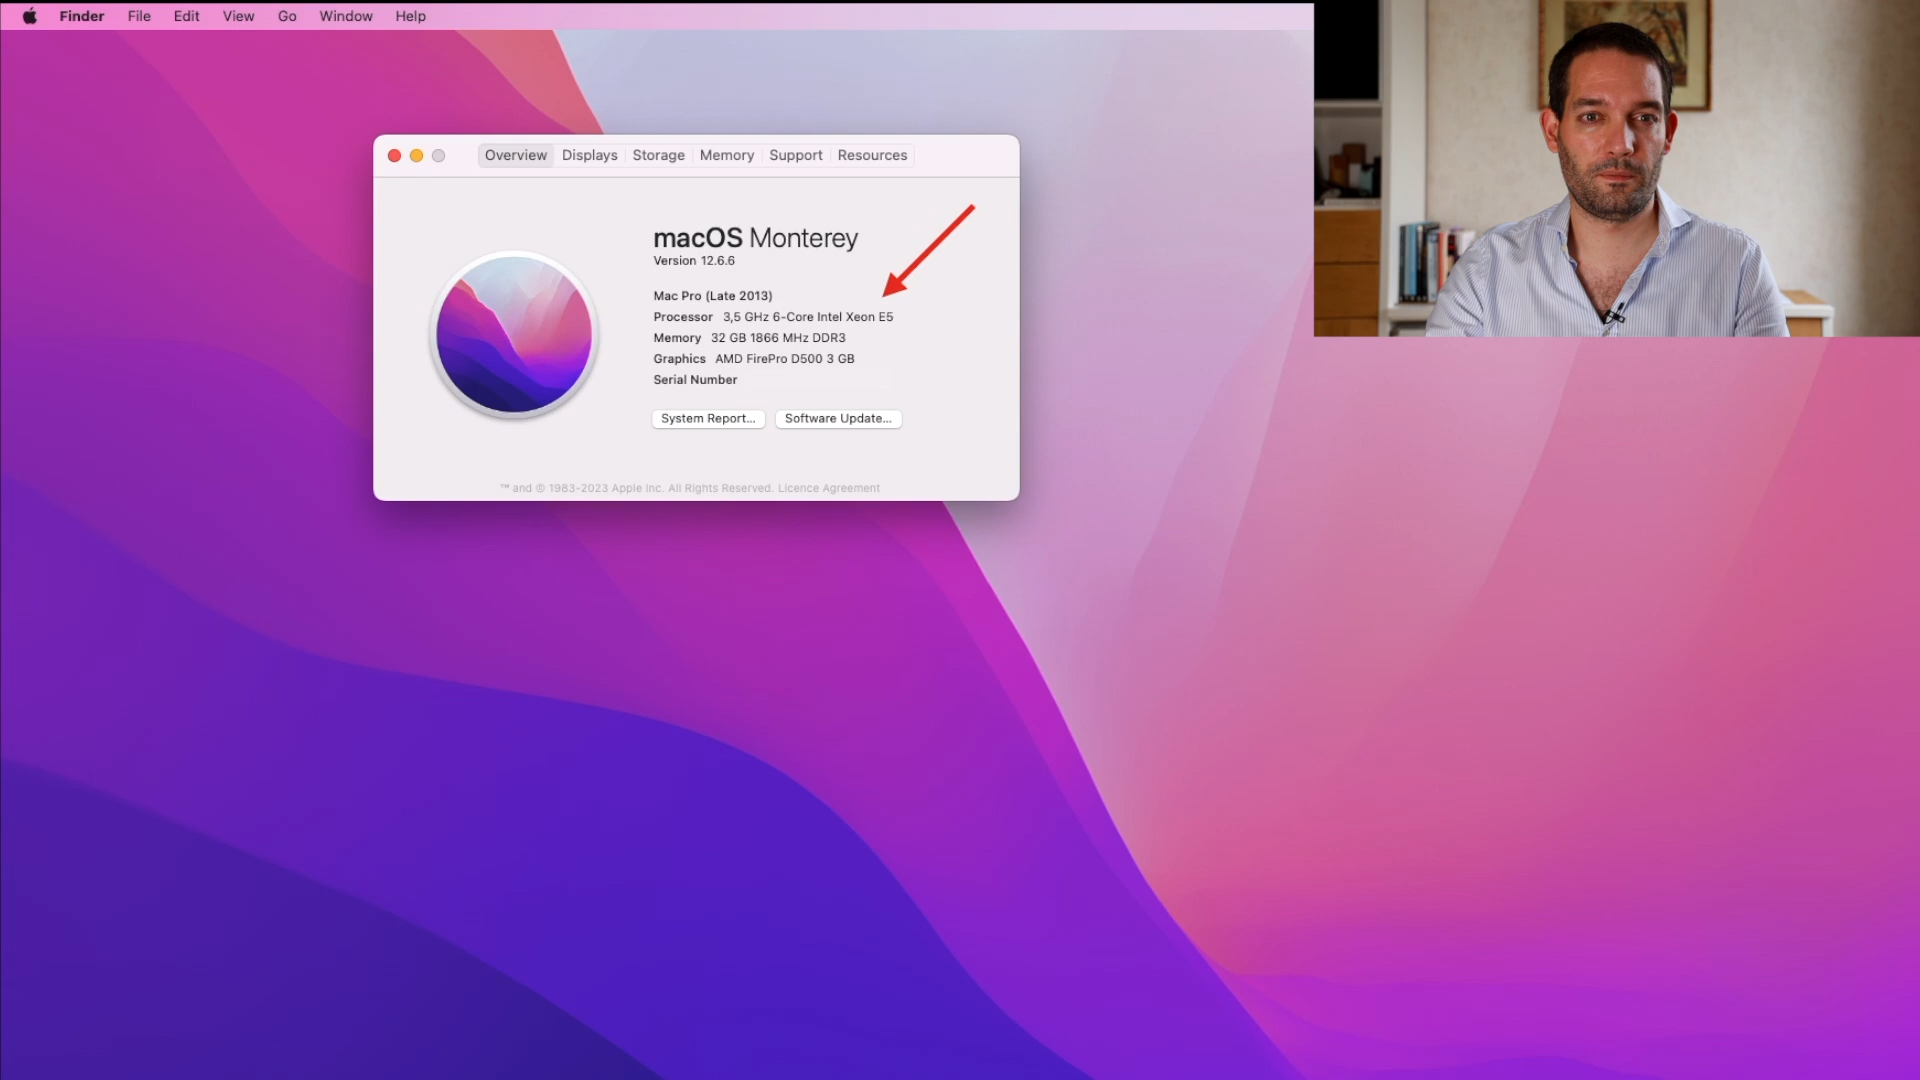 Finder File Edit View Go Window Help
Overview Displays Storage Memory Support Resources
macOS Monterey
Version 12.6.6
Mac Pro (Late 2013)
Processor 3,5 GHz 6-Core Intel Xeon E5
Memory 32 GB 1866 MHz DDR3
Graphics AMD FirePro D500 3 GB
Serial Number
System Report... Software Update...
™ and © 1983-2023 Apple Inc. All Rights Reserved. Licence Agreement